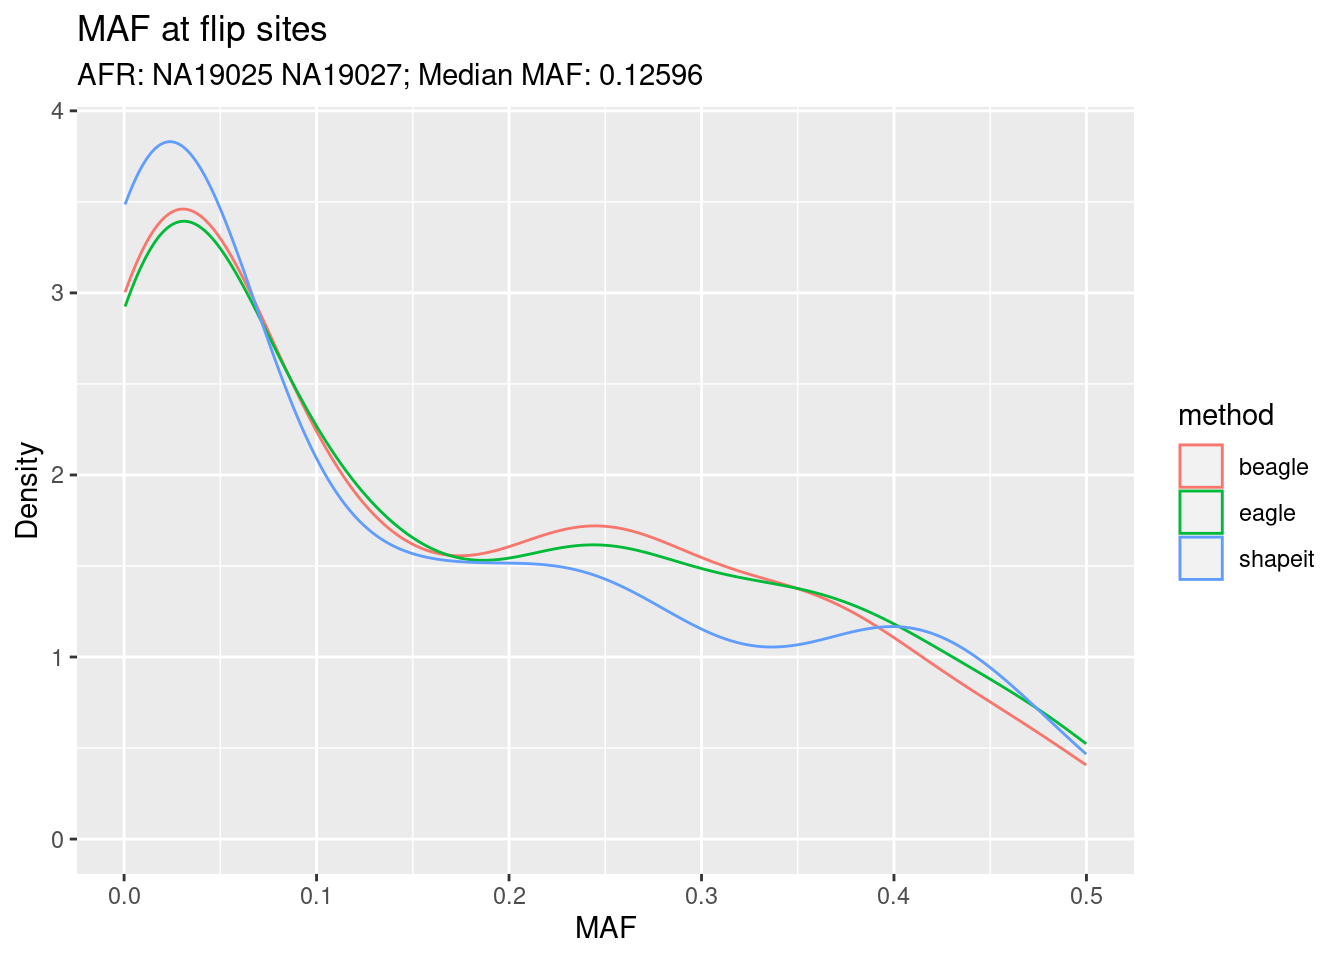 MAF at flip sites
AFR: NA19025 NA19027; Median MAF: 0.12596
4
3
2
1
0
Density
0.0 0.1 0.2 0.3 0.4 0.5
MAF
method
beagle
eagle
shapeit